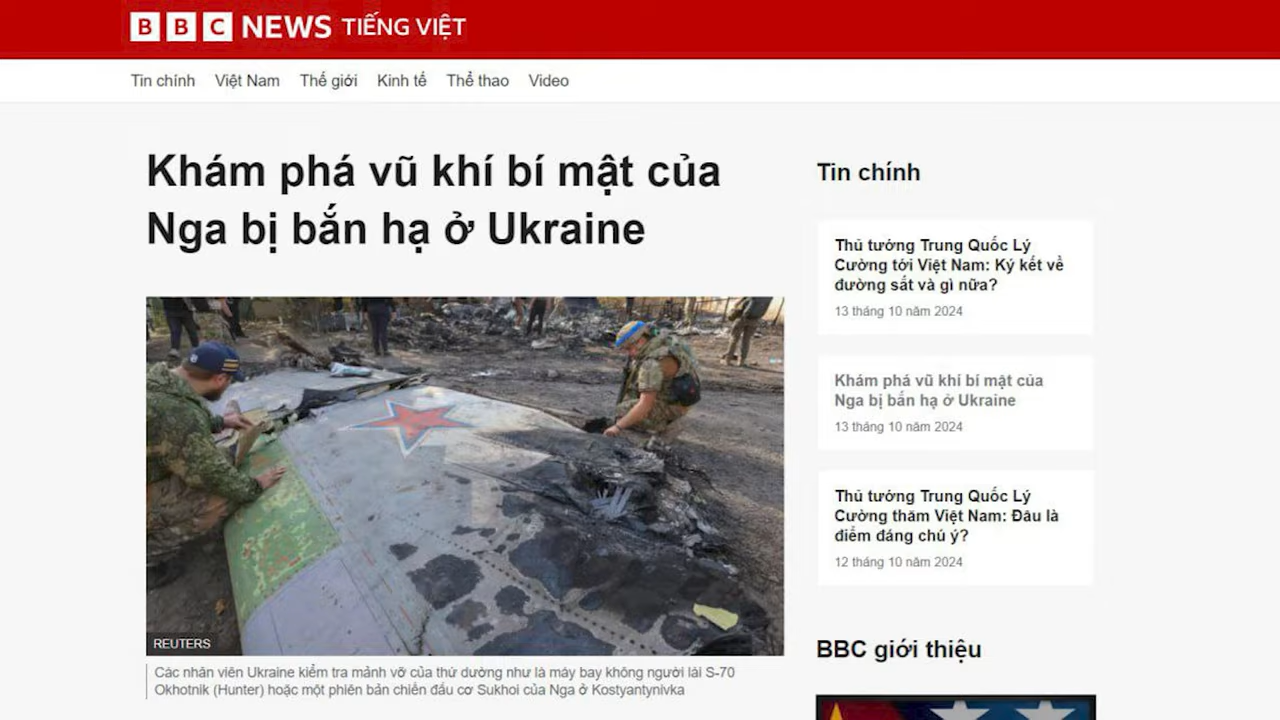 BBC NEWS TIẾNG VIỆT
Tin chính Việt Nam Thế giới Kinh tế Thể thao Video
Khám phá vũ khí bí mật của
Nga bị bắn hạ ở Ukraine
REUTERS
Các nhân viên Ukraine kiểm tra mảnh vỡ của thứ dường như là máy bay không người lái S-70
Okhotnik (Hunter) hoặc một phiên bản chiến đấu cơ Sukhoi của Nga ở Kostyantynivka
Tin chính
Thủ tướng Trung Quốc Lý
Cường tới Việt Nam: Ký kết về
đường sắt và gì nữa?
13 tháng 10 năm 2024
Khám phá vũ khí bí mật của
Nga bị bắn hạ ở Ukraine
13 tháng 10 năm 2024
Thủ tướng Trung Quốc Lý
Cường thăm Việt Nam: Đâu là
điểm đáng chú ý?
12 tháng 10 năm 2024
BBC giới thiệu